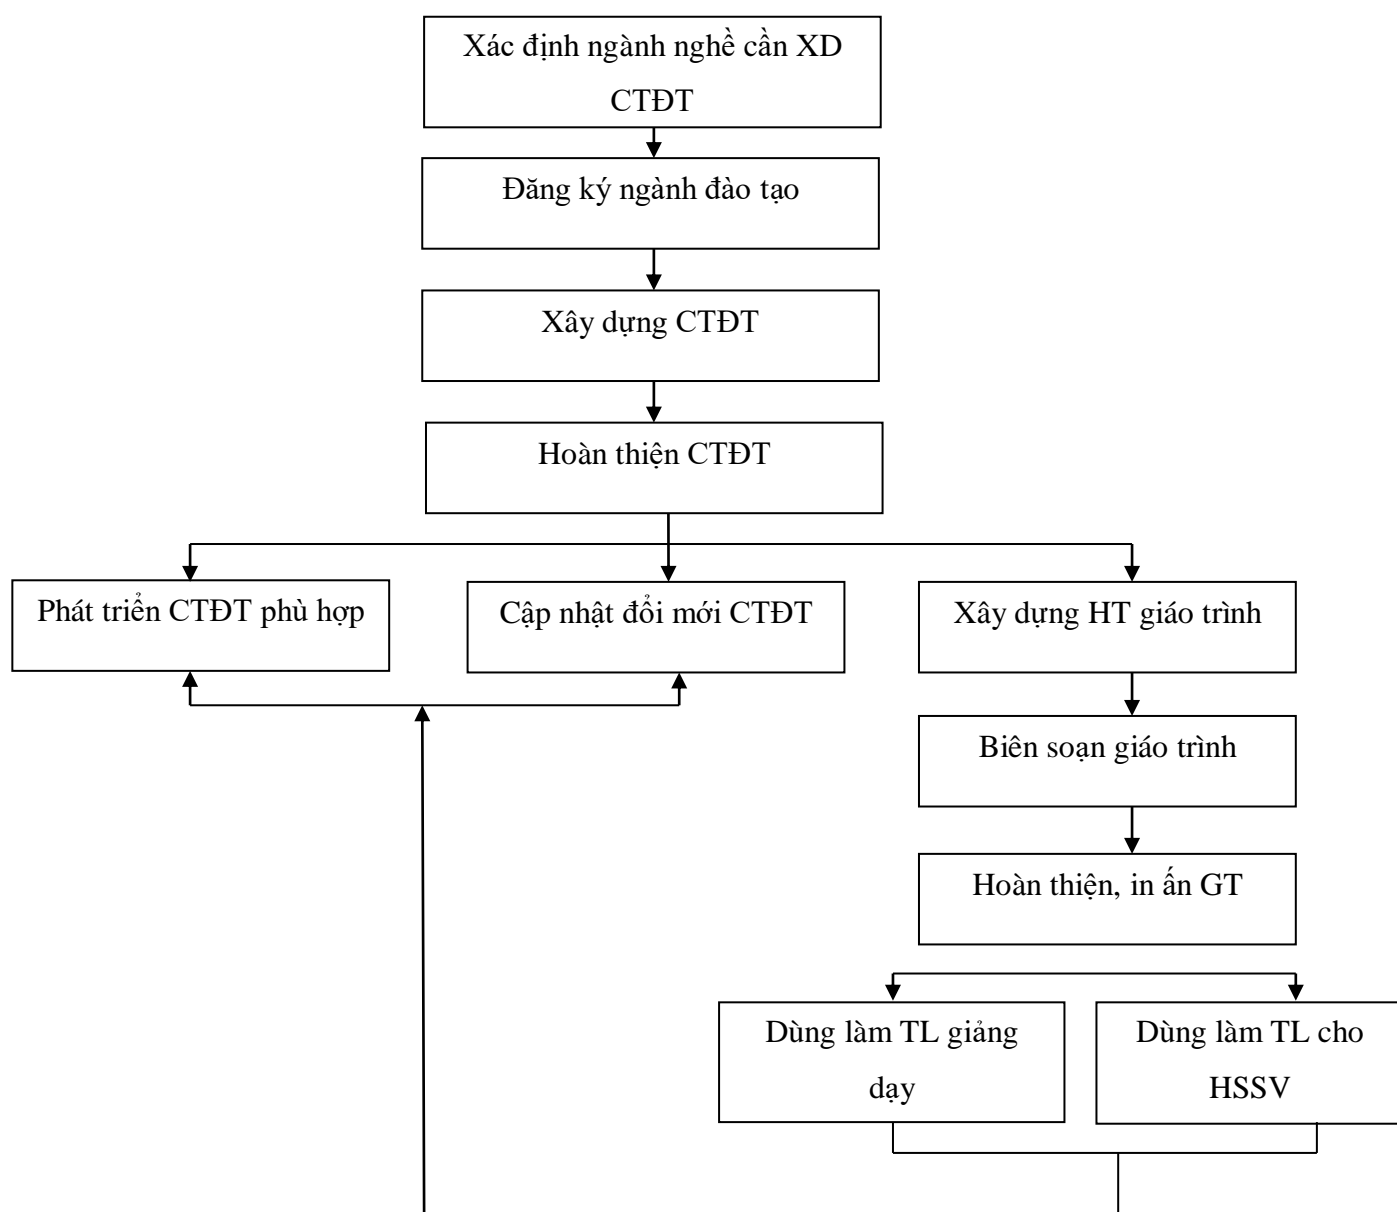 Xác định ngành nghề cần XD
CTĐT
Đăng ký ngành đào tạo
Xây dựng CTĐT
Hoàn thiện CTĐT
Phát triển CTĐT phù hợp
Cập nhật đổi mới CTĐT
Xây dựng HT giáo trình
Biên soạn giáo trình
Hoàn thiện, in ấn GT
Dùng làm TL giảng
dạy
Dùng làm TL cho
HSSV